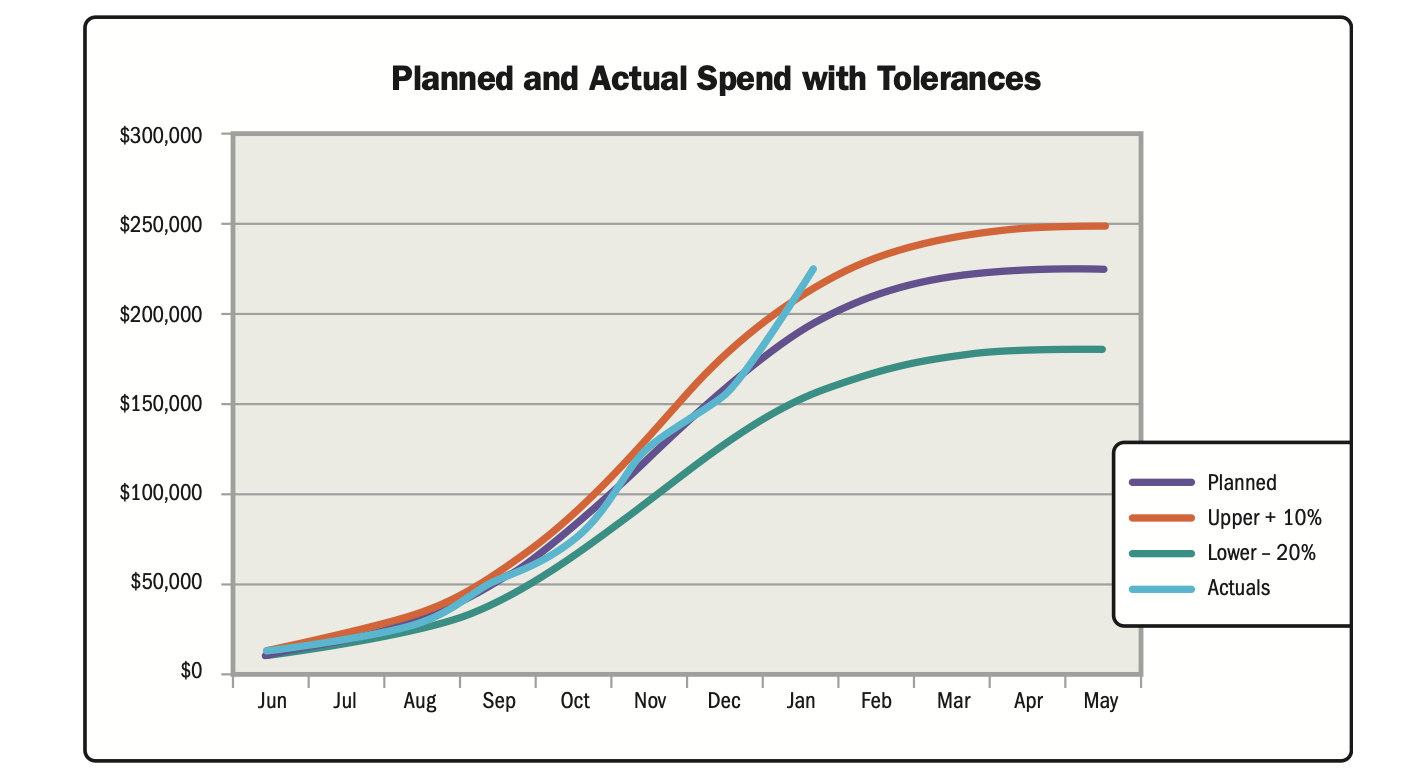 Planned and Actual Spend with Tolerances
$300,000
$250,000
$200,000
$150,000
$100,000
$50,000
$0
Jun Jul Aug Sep Oct Nov Dec Jan Feb Mar Apr May
Planned
Upper + 10%
Lower – 20%
Actuals